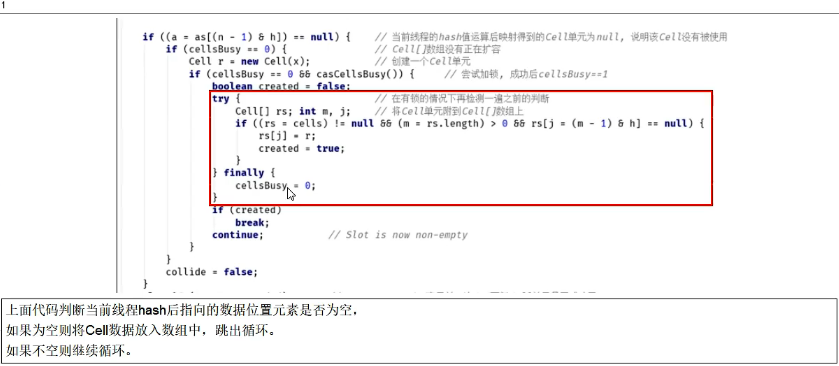 1
if ((a = as[(n - 1) & h]) == null) { // 当前线程的hash值运算后映射得到的Cell单元为null, 说明该Cell没有被使用
if (cellsBusy == 0) { // Cell[]数组没有正在扩容
Cell r = new Cell(x); // 创建一个Cell单元
if (cellsBusy == 0 && casCellsBusy()) { // 尝试加锁, 成功后cellsBusy==1
boolean created = false;
try { // 在有锁的情况下再检测一遍之前的判断
Cell[] rs; int m, j; // 将Cell单元附到Cell[]数组上
if ((rs = cells) != null && (m = rs.length) > 0 && rs[j = (m - 1) & h] == null) {
rs[j] = r;
created = true;
}
} finally {
cellsBusy = 0;
}
if (created)
break;
continue; // Slot is now non-empty
}
}
collide = false;
}
上面代码判断当前线程hash后指向的数据位置元素是否为空，
如果为空则将Cell数据放入数组中，跳出循环。
如果不空则继续循环。